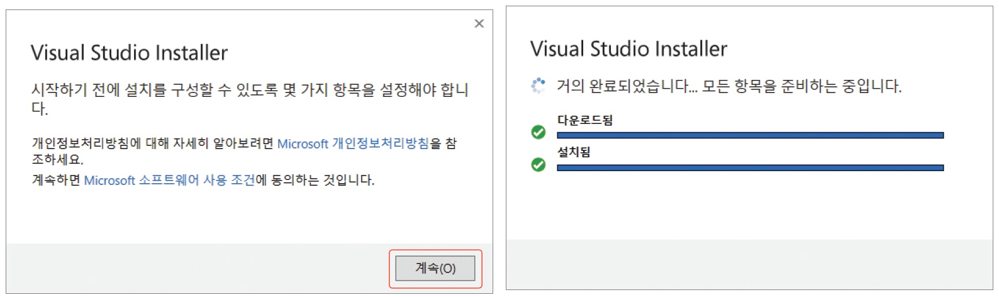 Visual Studio Installer
시작하기 전에 설치를 구성할 수 있도록 몇 가지 항목을 설정해야 합니
다.
개인정보처리방침에 대해 자세히 알아보려면 Microsoft 개인정보처리방침을 참
조하세요.
계속하면 Microsoft 소프트웨어 사용 조건에 동의하는 것입니다.
계속(O)
Visual Studio Installer
거의 완료되었습니다... 모든 항목을 준비하는 중입니다.
다운로드됨
설치됨